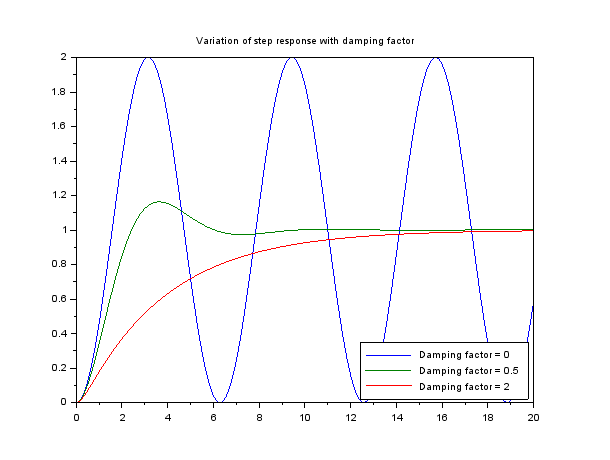 Variation of step response with damping factor
2
1.8
1.6
1.4
1.2
1
0.8
0.6
0.4
0.2
0
0 2 4 6 8 10 12 14 16 18 20
Damping factor = 0
Damping factor = 0.5
Damping factor = 2